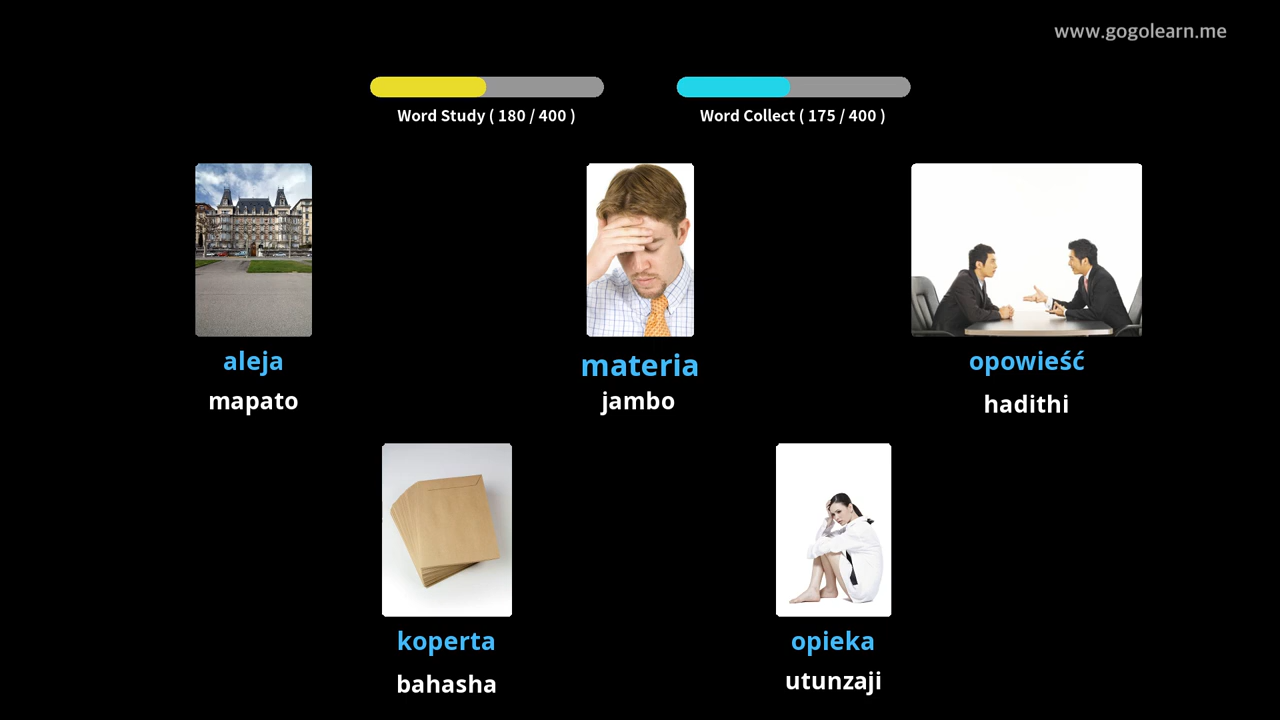 www.gogolearn.me
Word Study ( 180 / 400 )
Word Collect ( 175 / 400 )
aleja
mapato
materia
jambo
opowieść
hadithi
koperta
bahasha
opieka
utunzaji